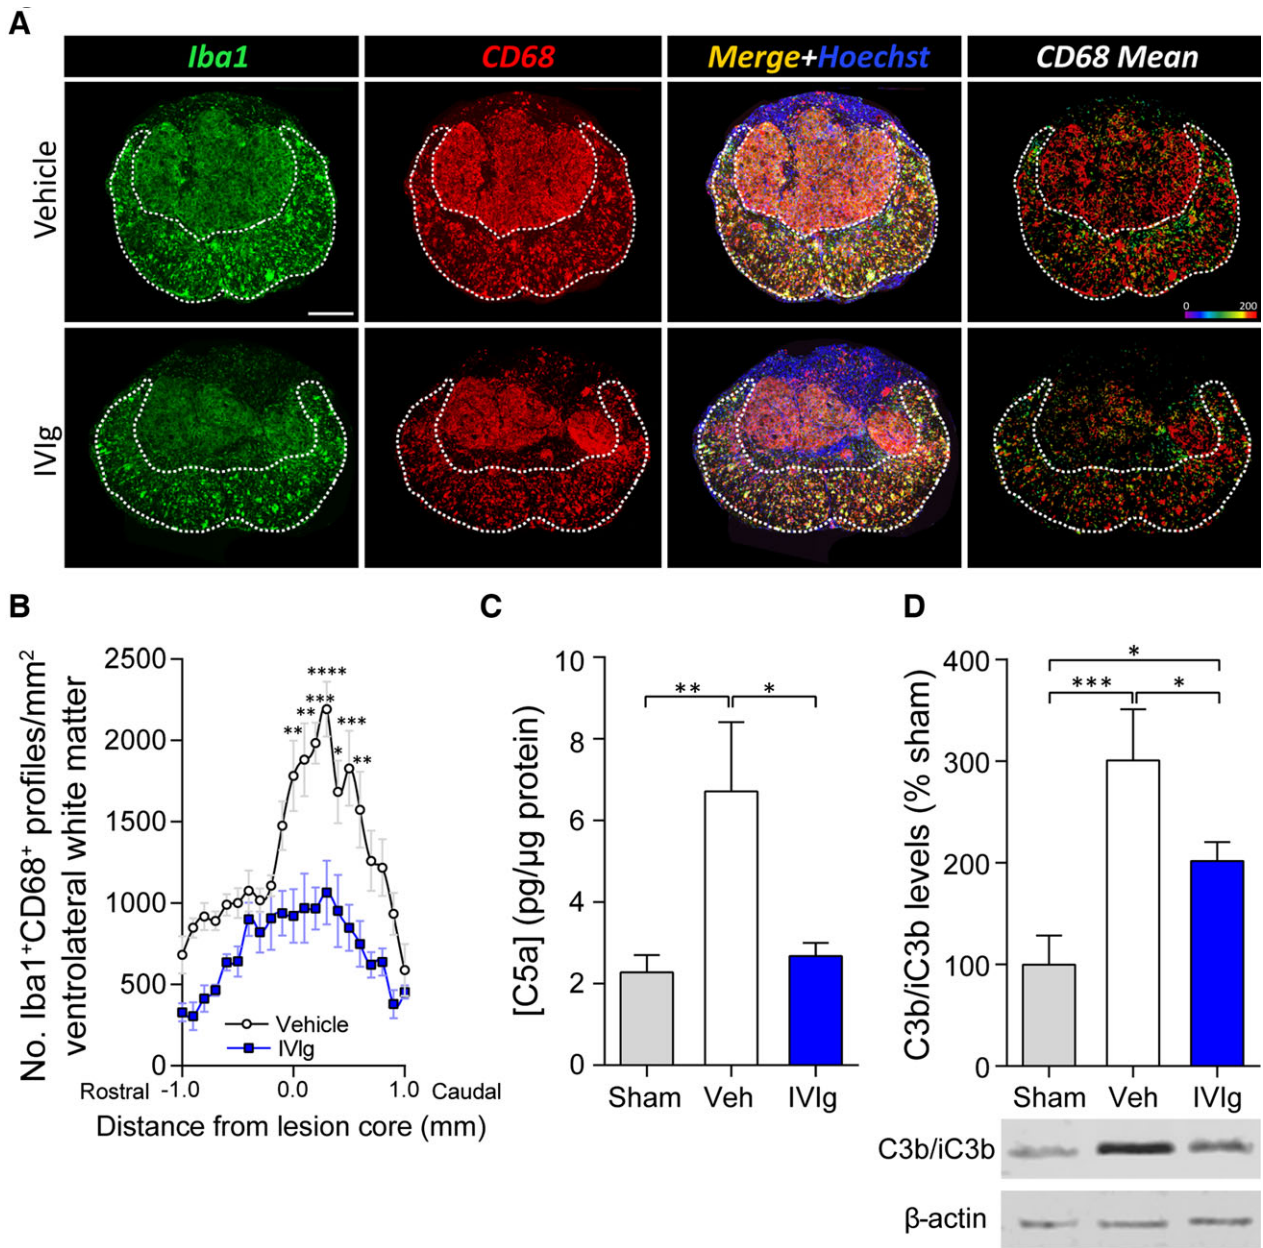 A
Iba1
CD68
Merge+Hoechst
CD68 Mean
Vehicle
0 200
IVIg
B
No. Iba1⁺CD68⁺ profiles/mm²
ventrolateral white matter
2500
2000
1500
1000
500
0
** ** *** **** * *** **
Vehicle
IVIg
Rostral -1.0 0.0 1.0 Caudal
Distance from lesion core (mm)
C
[C5a] (pg/µg protein)
10
8
6
4
2
0
** *
Sham Veh IVIg
D
C3b/iC3b levels (% sham)
400
300
200
100
0
*
*** *
Sham Veh IVIg
C3b/iC3b
β-actin